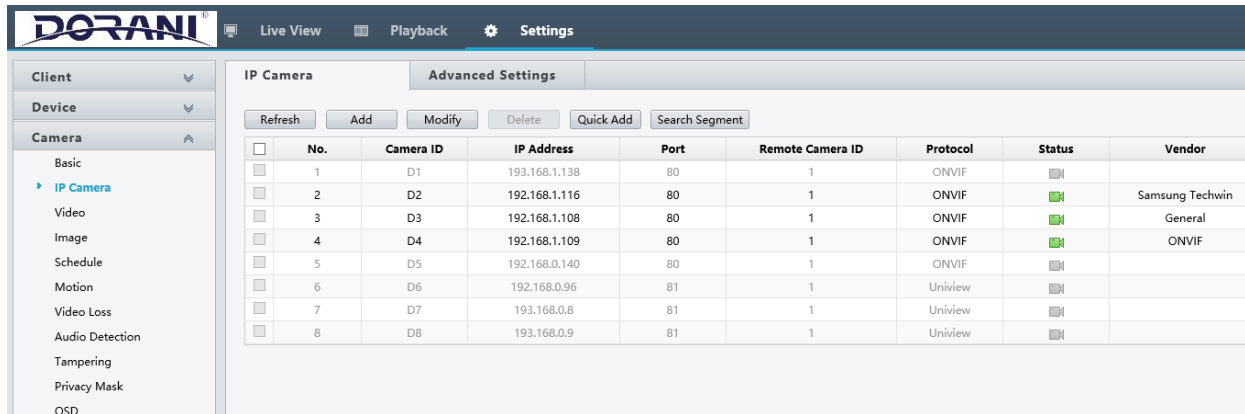 DORANI®
Live View Playback Settings
Client
Device
Camera
Basic
IP Camera
Video
Image
Schedule
Motion
Video Loss
Audio Detection
Tampering
Privacy Mask
OSD
IP Camera Advanced Settings
Refresh Add Modify Delete Quick Add Search Segment
No. Camera ID IP Address Port Remote Camera ID Protocol Status Vendor
1 D1 193.168.1.138 80 1 ONVIF
2 D2 192.168.1.116 80 1 ONVIF Samsung Techwin
3 D3 192.168.1.108 80 1 ONVIF General
4 D4 192.168.1.109 80 1 ONVIF ONVIF
5 D5 192.168.0.140 80 1 ONVIF
6 D6 192.168.0.96 81 1 Uniview
7 D7 193.168.0.8 81 1 Uniview
8 D8 193.168.0.9 81 1 Uniview